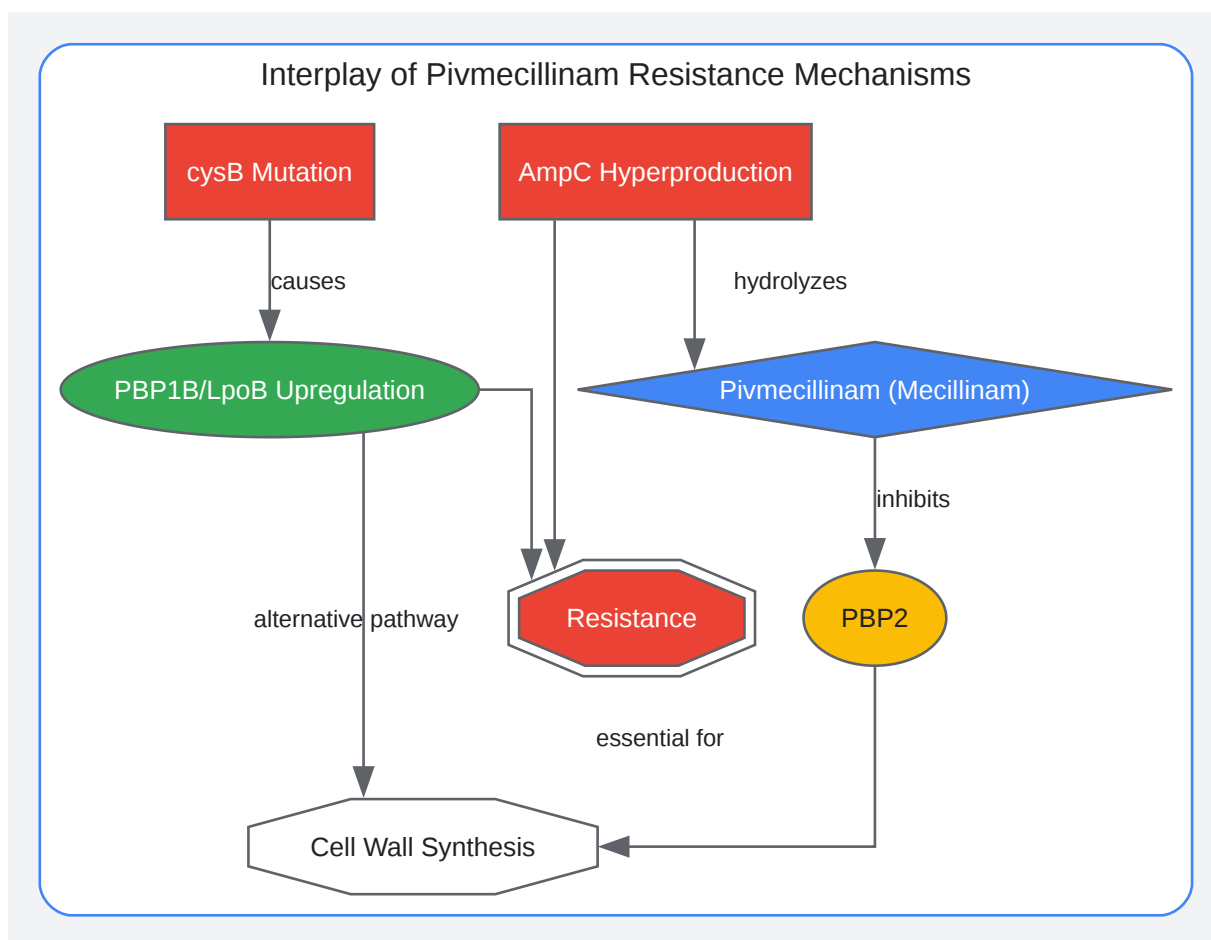 Interplay of Pivmecillinam Resistance Mechanisms
cysB Mutation
AmpC Hyperproduction
causes
hydrolyzes
PBP1B/LpoB Upregulation
Pivmecillinam (Mecillinam)
inhibits
alternative pathway
Resistance
PBP2
essential for
Cell Wall Synthesis